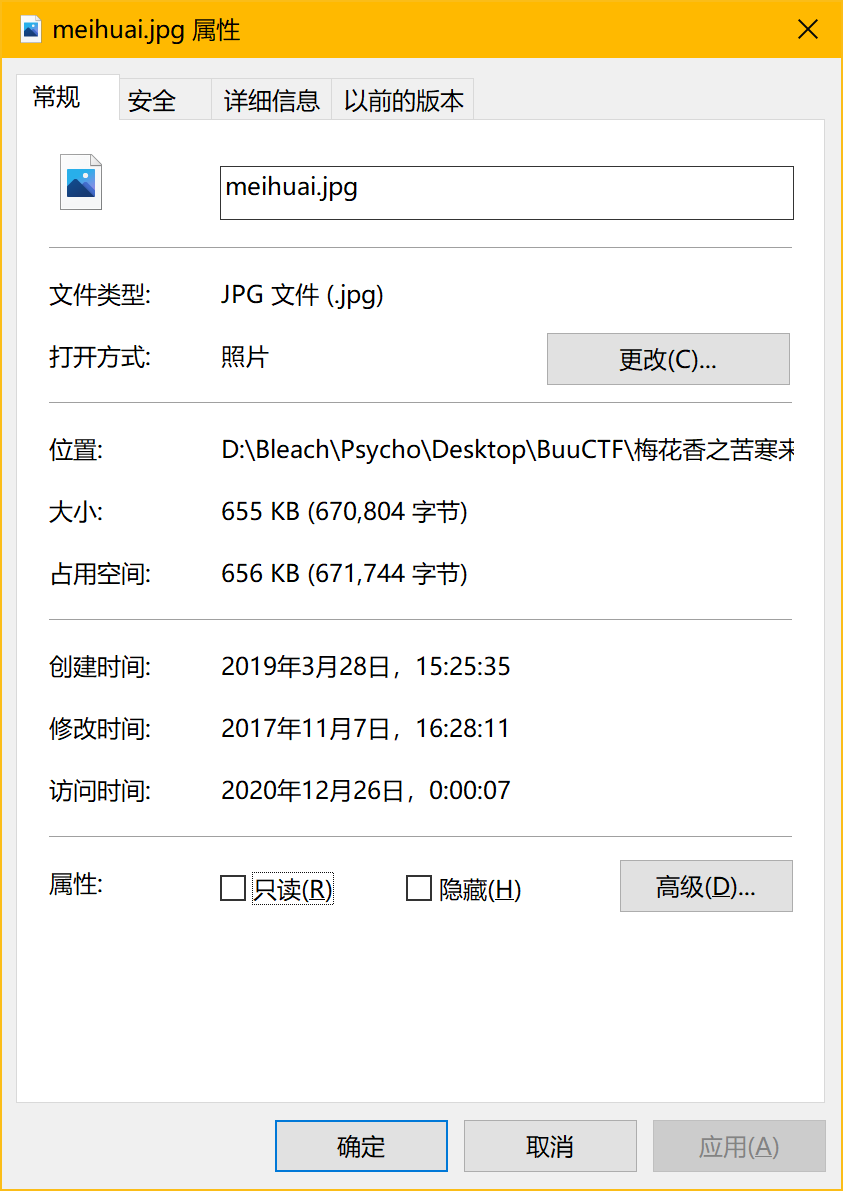 meihuai.jpg 属性
常规 安全 详细信息 以前的版本
meihuai.jpg
文件类型: JPG 文件 (.jpg)
打开方式: 照片 更改(C)...
位置: D:\Bleach\Psycho\Desktop\BuuCTF\梅花香之苦寒来
大小: 655 KB (670,804 字节)
占用空间: 656 KB (671,744 字节)
创建时间: 2019年3月28日，15:25:35
修改时间: 2017年11月7日，16:28:11
访问时间: 2020年12月26日，0:00:07
属性: 只读(R) 隐藏(H) 高级(D)...
确定 取消 应用(A)